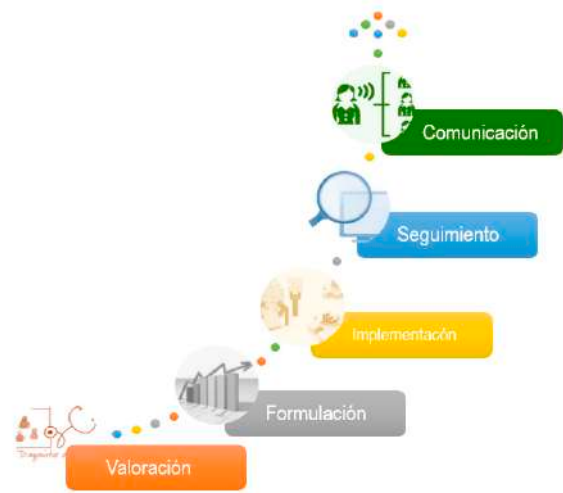 Comunicación
Seguimiento
Implementacón
Formulación
Valoración